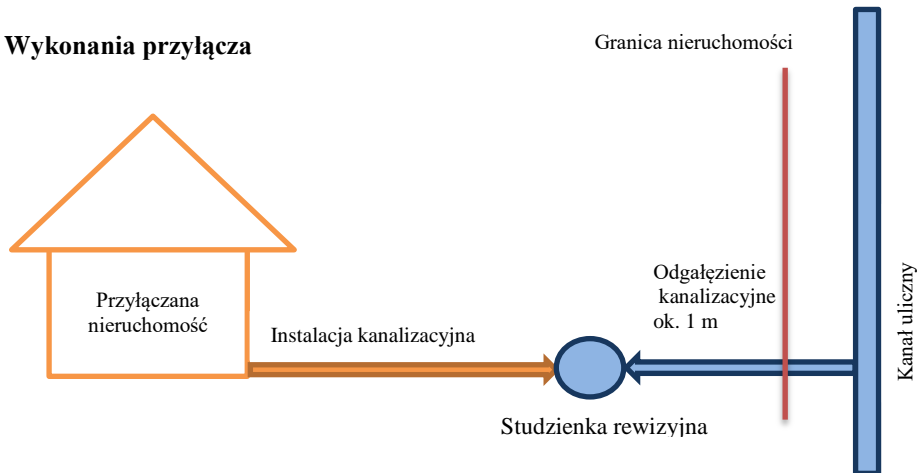 Wykonania przyłącza
Granica nieruchomości
Przyłączana
nieruchomość
Instalacja kanalizacyjna
Odgałęzienie
kanalizacyjne
ok. 1 m
Studzienka rewizyjna
Kanał uliczny